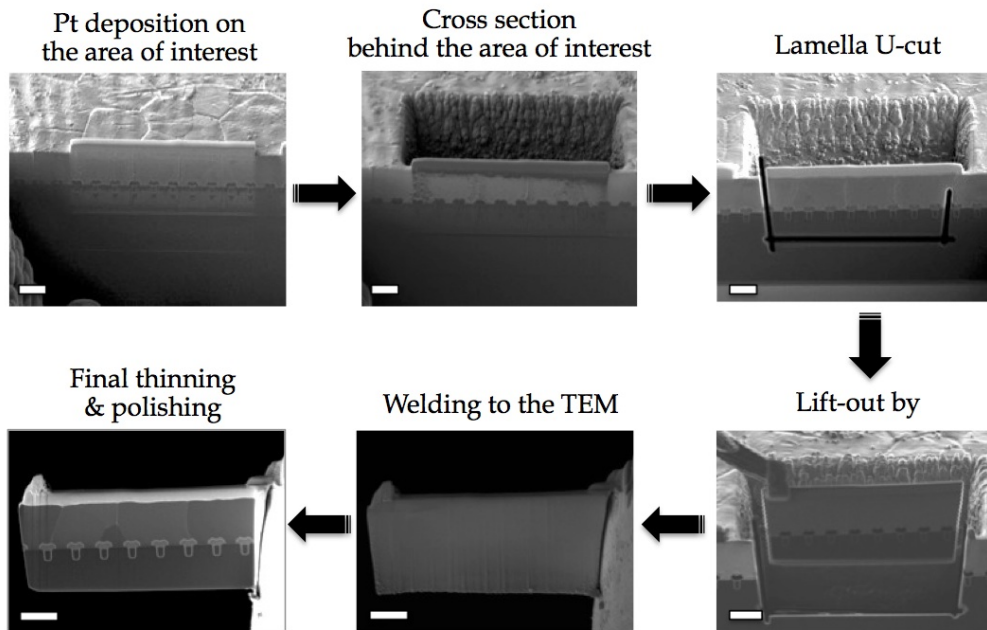 Pt deposition on
the area of interest
Cross section
behind the area of interest
Lamella U-cut
Lift-out by
Welding to the TEM
Final thinning
& polishing